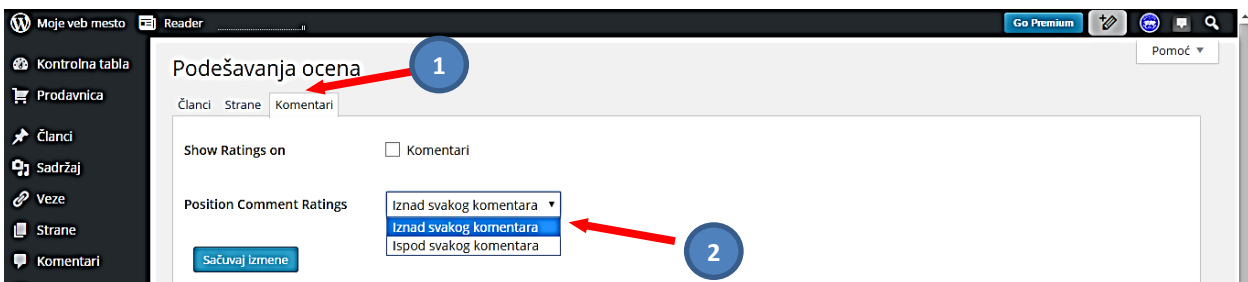 Moje veb mesto Reader Go Premium
Pomoć ▼
Kontrolna tabla
Prodavnica
Članci
Sadržaj
Veze
Strane
Komentari
Podešavanja ocena
1
Članci Strane Komentari
Show Ratings on Komentari
Position Comment Ratings Iznad svakog komentara ▼
Iznad svakog komentara
Ispod svakog komentara
2
Sačuvaj izmene